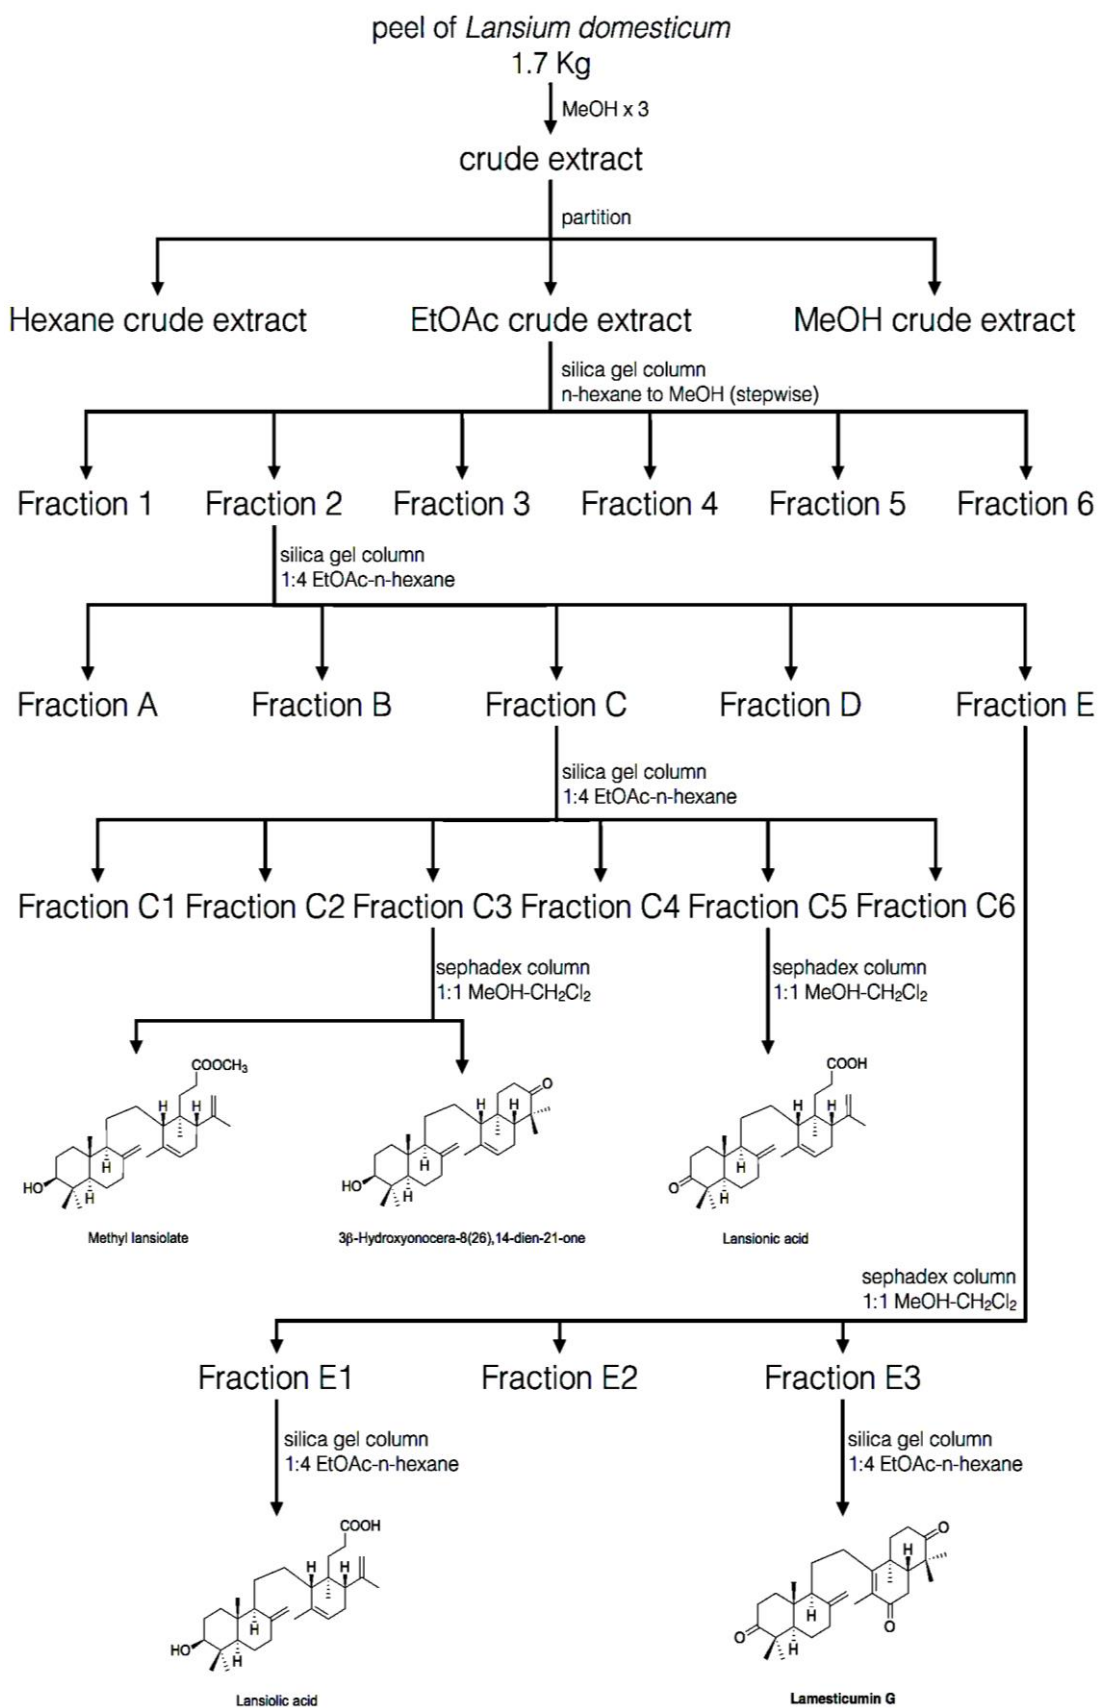 peel of Lansium domesticum
1.7 Kg
MeOH x 3
crude extract
partition
Hexane crude extract
EtOAc crude extract
MeOH crude extract
silica gel column
n-hexane to MeOH (stepwise)
Fraction 1
Fraction 2
Fraction 3
Fraction 4
Fraction 5
Fraction 6
silica gel column
1:4 EtOAc-n-hexane
Fraction A
Fraction B
Fraction C
Fraction D
Fraction E
silica gel column
1:4 EtOAc-n-hexane
Fraction C1
Fraction C2
Fraction C3
Fraction C4
Fraction C5
Fraction C6
sephadex column
1:1 MeOH-CH₂Cl₂
sephadex column
1:1 MeOH-CH₂Cl₂
COOCH₃
H
H
H
HO
H
Methyl lansiolate
O
H
H
H
HO
H
3β-Hydroxyonocera-8(26),14-dien-21-one
COOH
H
H
H
O
H
Lansionic acid
sephadex column
1:1 MeOH-CH₂Cl₂
Fraction E1
Fraction E2
Fraction E3
silica gel column
1:4 EtOAc-n-hexane
silica gel column
1:4 EtOAc-n-hexane
COOH
H
H
H
HO
H
Lansiolic acid
O
H
H
O
O
H
Lamesticumin G